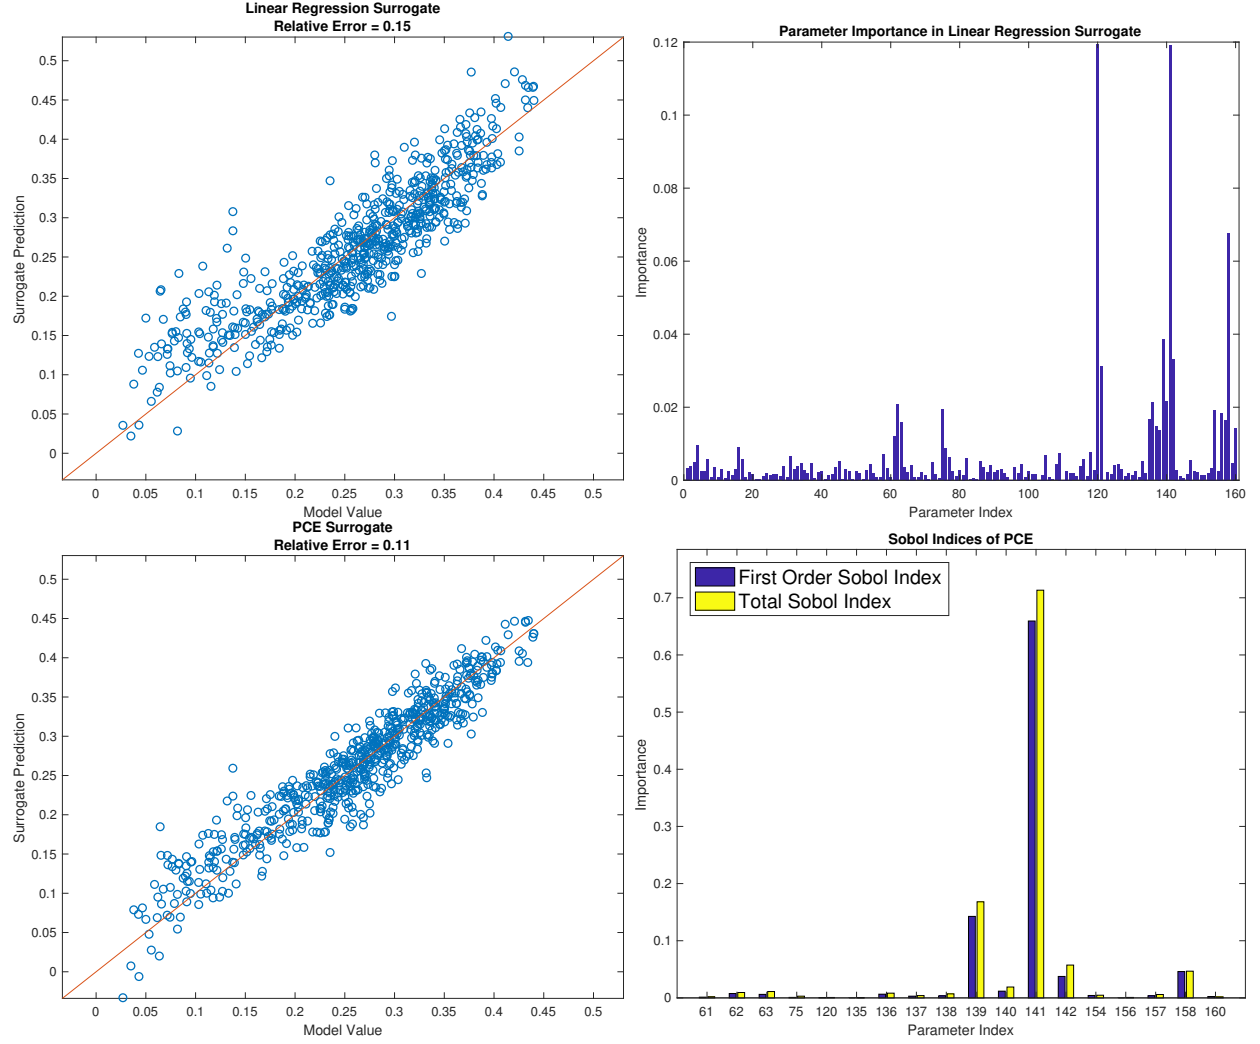 Linear Regression Surrogate
Relative Error = 0.15
0.5
0.45
0.4
0.35
0.3
0.25
0.2
0.15
0.1
0.05
0
Surrogate Prediction
0 0.05 0.1 0.15 0.2 0.25 0.3 0.35 0.4 0.45 0.5
Model Value
Parameter Importance in Linear Regression Surrogate
0.12
0.1
0.08
0.06
0.04
0.02
0
Importance
0 20 40 60 80 100 120 140 160
Parameter Index
PCE Surrogate
Relative Error = 0.11
0.5
0.45
0.4
0.35
0.3
0.25
0.2
0.15
0.1
0.05
0
Surrogate Prediction
0 0.05 0.1 0.15 0.2 0.25 0.3 0.35 0.4 0.45 0.5
Model Value
Sobol Indices of PCE
First Order Sobol Index
Total Sobol Index
0.7
0.6
0.5
0.4
0.3
0.2
0.1
0
Importance
61 62 63 75 120 135 136 137 138 139 140 141 142 154 156 157 158 160
Parameter Index